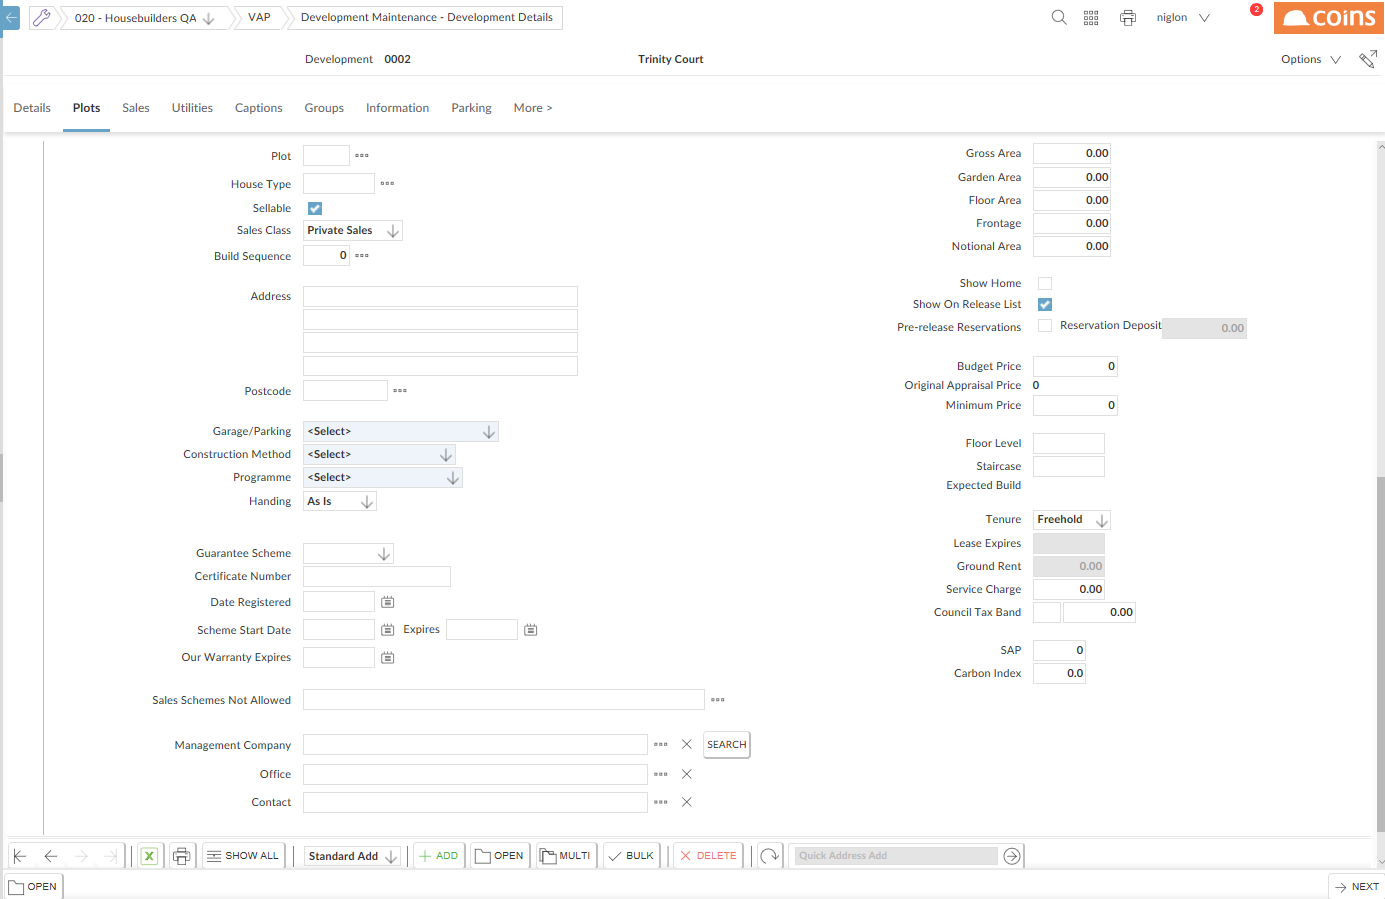 020 - Housebuilders QA
VAP
Development Maintenance - Development Details
niglon
2
coins
Development 0002
Trinity Court
Options
Details
Plots
Sales
Utilities
Captions
Groups
Information
Parking
More >
Plot
House Type
Sellable
Sales Class Private Sales
Build Sequence 0
Address
Postcode
Garage/Parking <Select>
Construction Method <Select>
Programme <Select>
Handing As Is
Guarantee Scheme
Certificate Number
Date Registered
Scheme Start Date Expires
Our Warranty Expires
Sales Schemes Not Allowed
Management Company SEARCH
Office
Contact
Gross Area 0.00
Garden Area 0.00
Floor Area 0.00
Frontage 0.00
Notional Area 0.00
Show Home
Show On Release List
Pre-release Reservations Reservation Deposit 0.00
Budget Price 0
Original Appraisal Price 0
Minimum Price 0
Floor Level
Staircase
Expected Build
Tenure Freehold
Lease Expires
Ground Rent 0.00
Service Charge 0.00
Council Tax Band 0.00
SAP 0
Carbon Index 0.0
X
SHOW ALL
Standard Add
ADD
OPEN
MULTI
BULK
DELETE
Quick Address Add
OPEN
NEXT